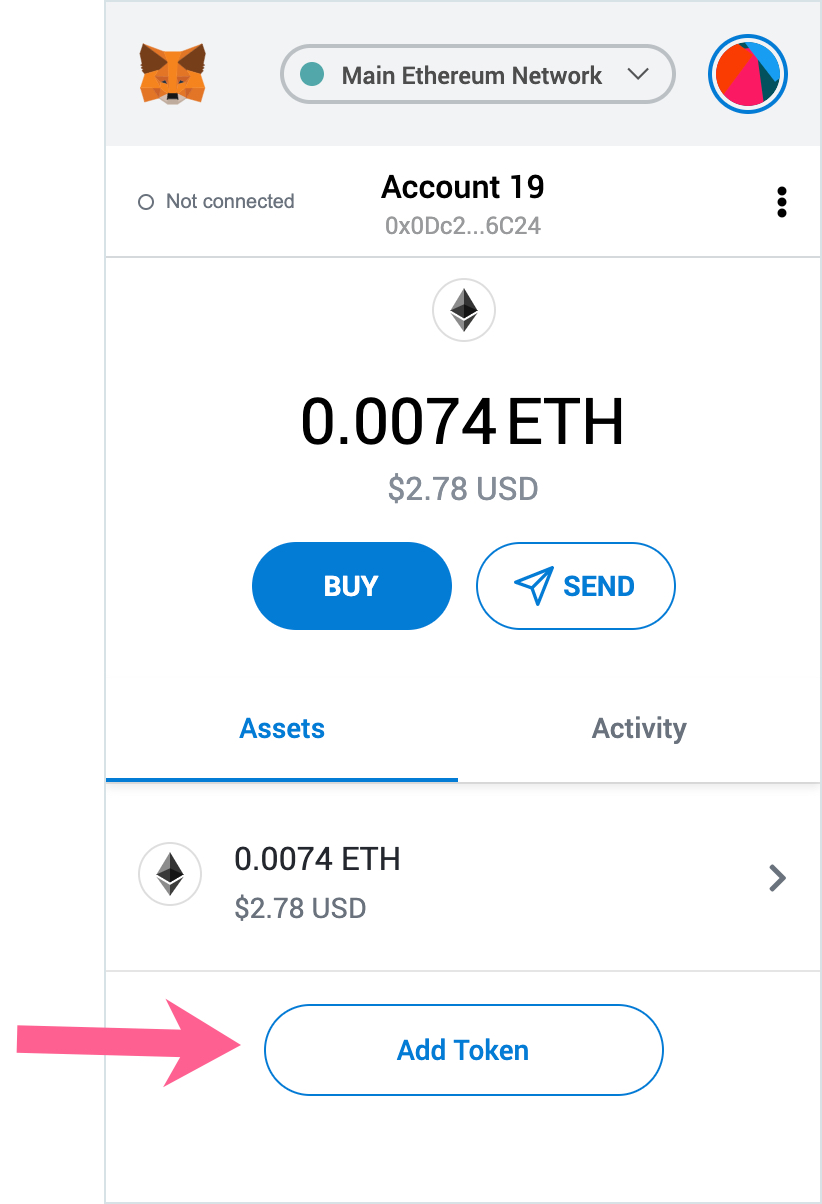 Main Ethereum Network
Not connected
Account 19
0x0Dc2...6C24
0.0074 ETH
$2.78 USD
BUY
SEND
Assets
Activity
0.0074 ETH
$2.78 USD
Add Token